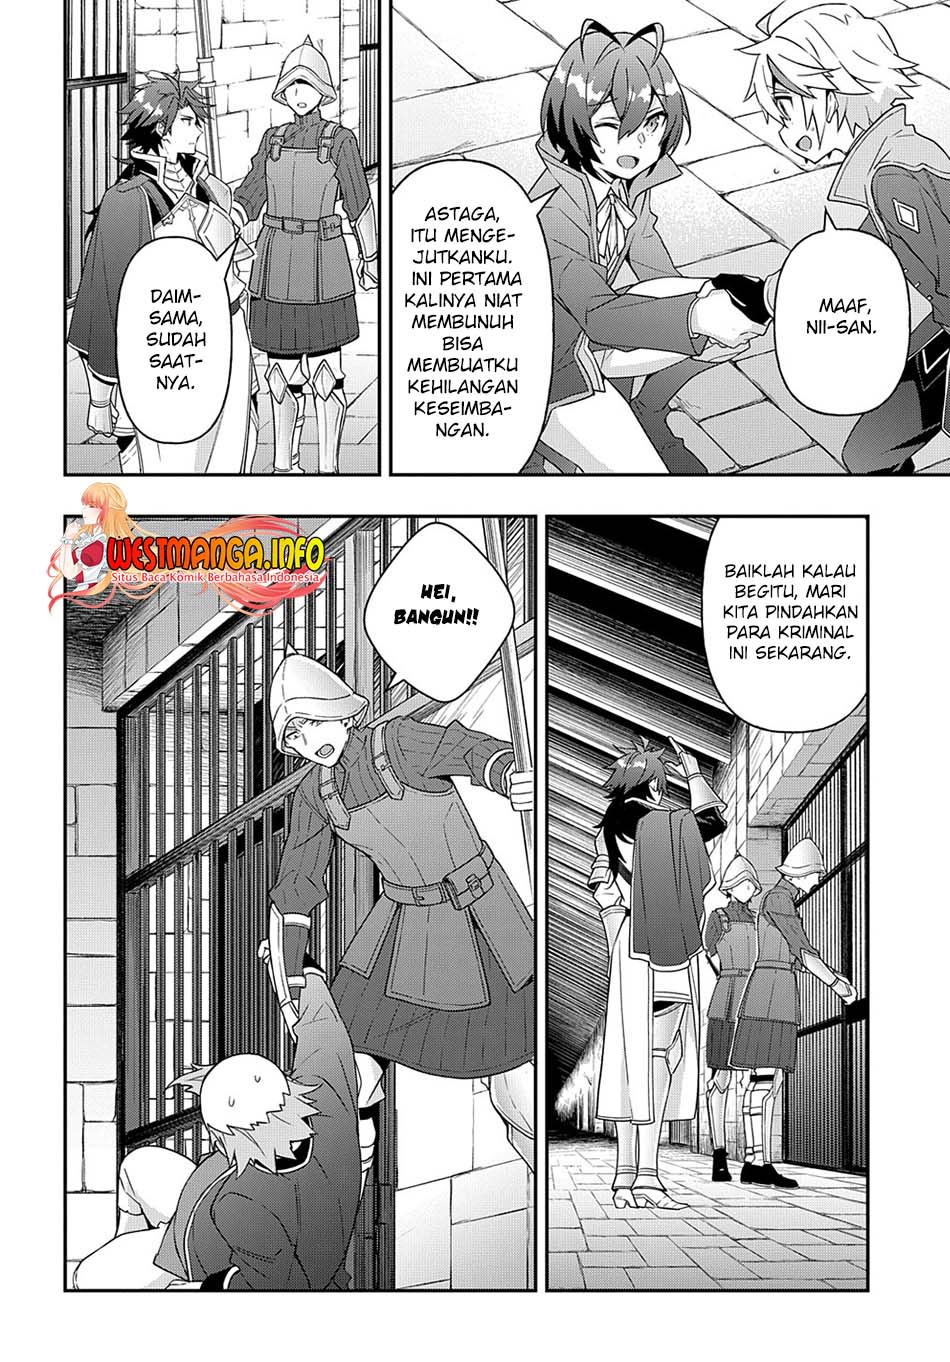 MAAF,
NII-SAN.
ASTAGA,
ITU MENGE-
JUTKANKU.
INI PERTAMA
KALINYA NIAT
MEMBUNUH
BISA
MEMBUATKU
KEHILANGAN
KESEIMBA-
NGAN.
DAIM-
SAMA,
SUDAH
SAAT-
NYA.
BAIKLAH KALAU
BEGITU, MARI
KITA PINDAHKAN
PARA KRIMINAL
INI SEKARANG.
HEI,
BANGUN!!
WESTMANGA.INFO
Situs Baca Komik Berbahasa Indonesia